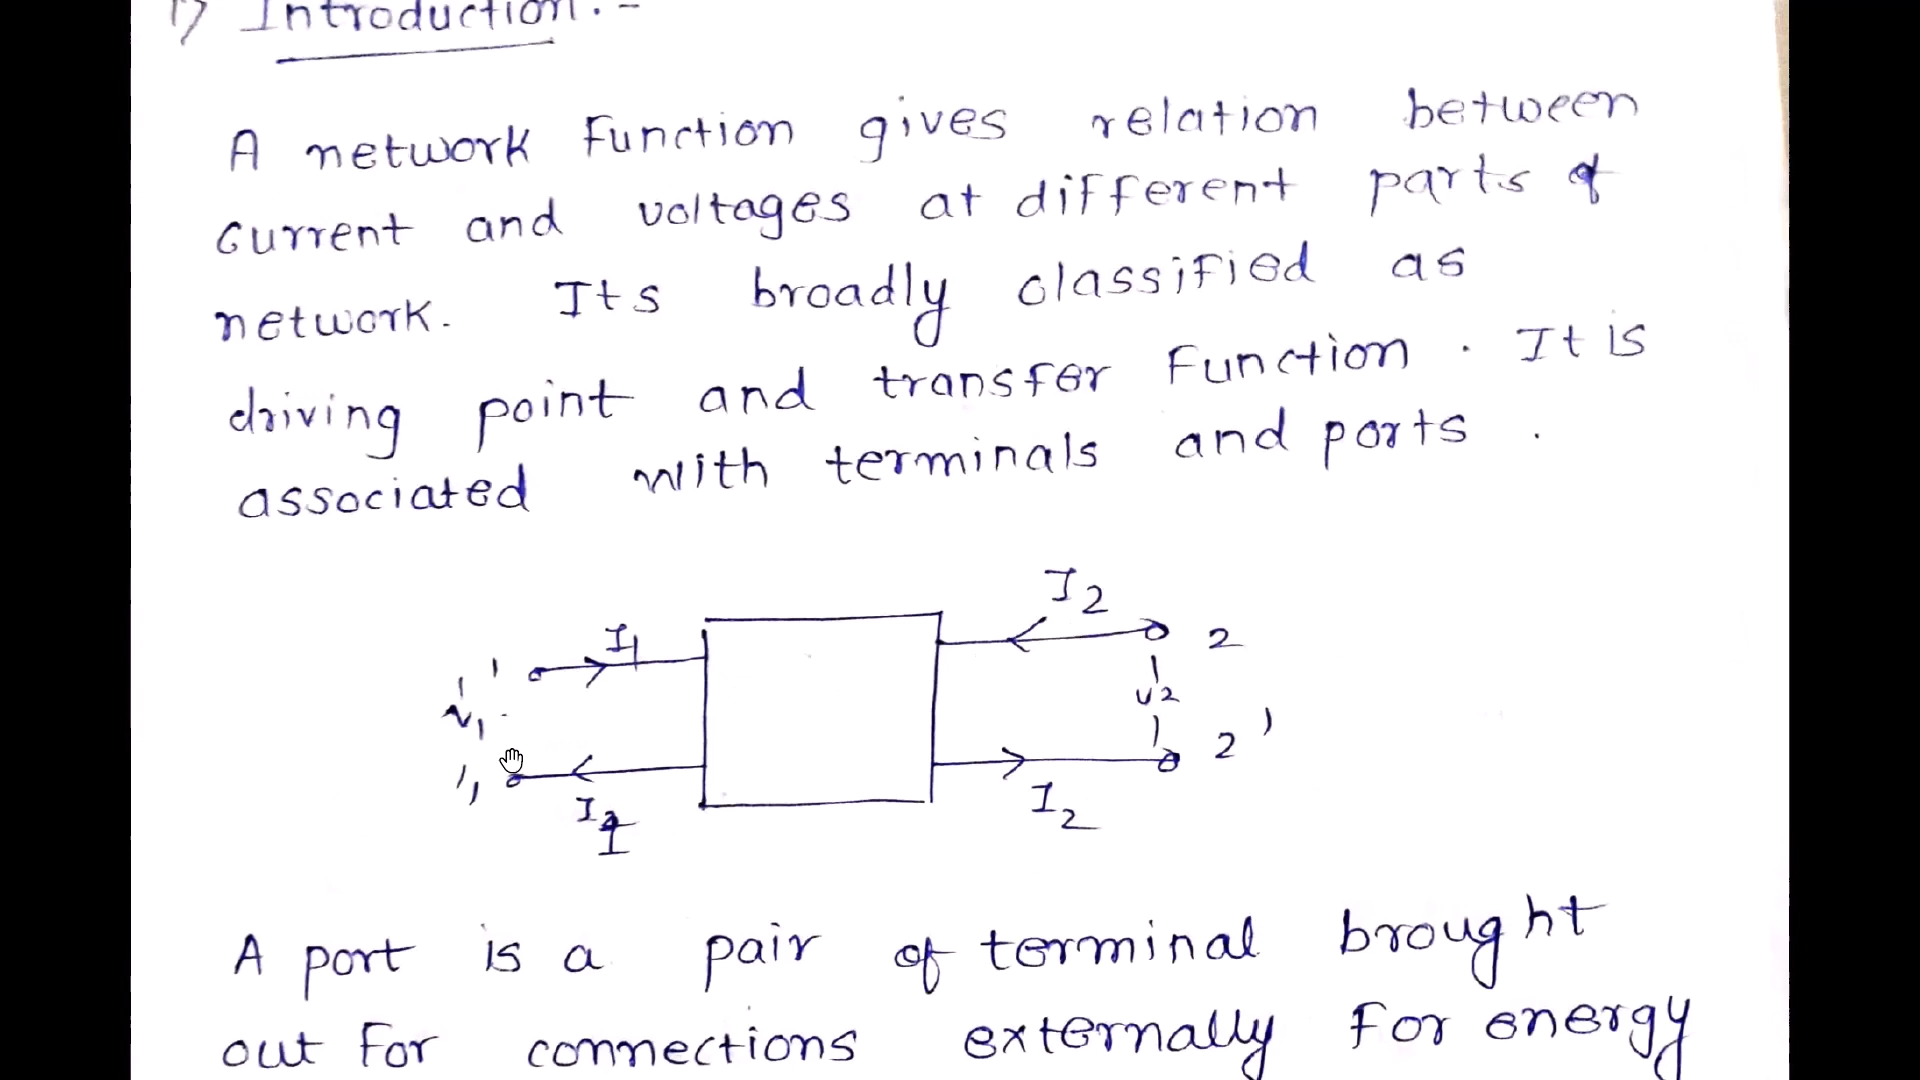 1) Introduction:-
A network Function gives relation between
current and voltages at different parts of
network. Its broadly classified as
driving point and transfer Function. It is
associated with terminals and ports.
I2
I1
2
1'
V1
V2
2'
1'
I1
I2
A port is a pair of terminal brought
out For connections externally For energy